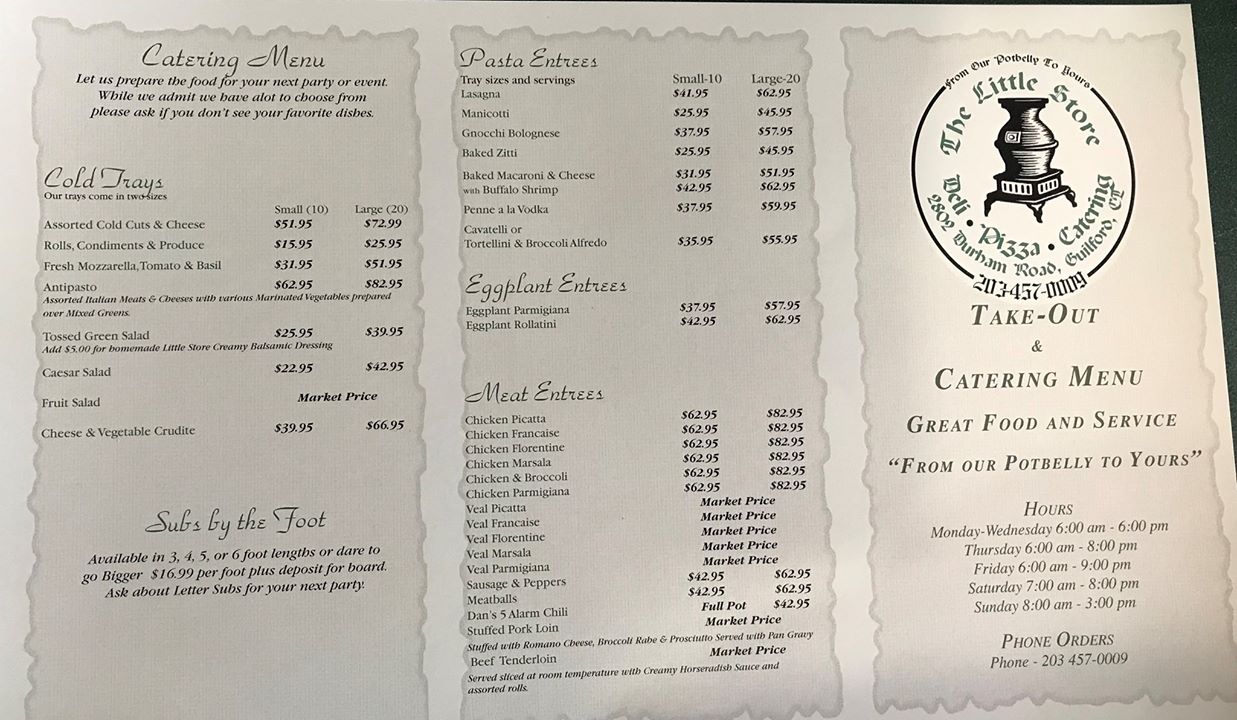 Catering Menu
Let us prepare the food for your next party or event.
While we admit we have alot to choose from
please ask if you don't see your favorite dishes.
Cold Trays
Our trays come in two sizes
Small (10) Large (20)
Assorted Cold Cuts & Cheese $51.95 $72.99
Rolls, Condiments & Produce $15.95 $25.95
Fresh Mozzarella, Tomato & Basil $31.95 $51.95
Antipasto $62.95 $82.95
Assorted Italian Meats & Cheeses with various Marinated Vegetables prepared
over Mixed Greens.
Tossed Green Salad $25.95 $39.95
Add $5.00 for homemade Little Store Creamy Balsamic Dressing
Caesar Salad $22.95 $42.95
Fruit Salad Market Price
Cheese & Vegetable Crudite $39.95 $66.95
Subs by the Foot
Available in 3, 4, 5, or 6 foot lengths or dare to
go Bigger $16.99 per foot plus deposit for board.
Ask about Letter Subs for your next party.
Pasta Entrees
Tray sizes and servings Small-10 Large-20
Lasagna $41.95 $62.95
Manicotti $25.95 $45.95
Gnocchi Bolognese $37.95 $57.95
Baked Zitti $25.95 $45.95
Baked Macaroni & Cheese $31.95 $51.95
with Buffalo Shrimp $42.95 $62.95
Penne a la Vodka $37.95 $59.95
Cavatelli or
Tortellini & Broccoli Alfredo $35.95 $55.95
Eggplant Entrees
Eggplant Parmigiana $37.95 $57.95
Eggplant Rollatini $42.95 $62.95
Meat Entrees
Chicken Picatta $62.95 $82.95
Chicken Francaise $62.95 $82.95
Chicken Florentine $62.95 $82.95
Chicken Marsala $62.95 $82.95
Chicken & Broccoli $62.95 $82.95
Chicken Parmigiana $62.95 $82.95
Veal Picatta Market Price
Veal Francaise Market Price
Veal Florentine Market Price
Veal Marsala Market Price
Veal Parmigiana Market Price
Sausage & Peppers $42.95 $62.95
Meatballs $42.95 $62.95
Dan's 5 Alarm Chili Full Pot $42.95
Stuffed Pork Loin Market Price
Stuffed with Romano Cheese, Broccoli Rabe & Prosciutto Served with Pan Gravy
Beef Tenderloin Market Price
Served sliced at room temperature with Creamy Horseradish Sauce and
assorted rolls.
From Our Potbelly To Yours
The Little Store
Deli • Pizza • Catering
2802 Durham Road, Guilford, CT
203-457-0009
TAKE-OUT
&
CATERING MENU
GREAT FOOD AND SERVICE
"FROM OUR POTBELLY TO YOURS"
HOURS
Monday-Wednesday 6:00 am - 6:00 pm
Thursday 6:00 am - 8:00 pm
Friday 6:00 am - 9:00 pm
Saturday 7:00 am - 8:00 pm
Sunday 8:00 am - 3:00 pm
PHONE ORDERS
Phone - 203 457-0009